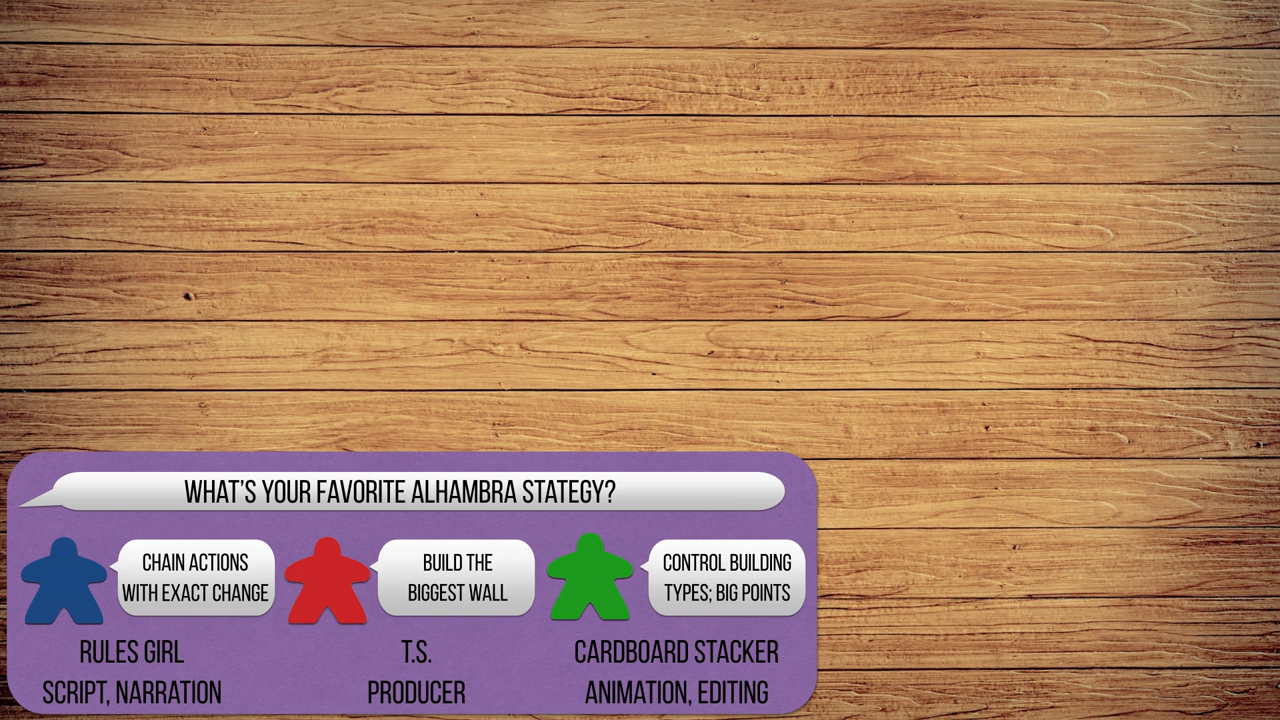 WHAT'S YOUR FAVORITE ALHAMBRA STATEGY?
CHAIN ACTIONS
WITH EXACT CHANGE
BUILD THE
BIGGEST WALL
CONTROL BUILDING
TYPES; BIG POINTS
RULES GIRL
SCRIPT, NARRATION
T.S.
PRODUCER
CARDBOARD STACKER
ANIMATION, EDITING